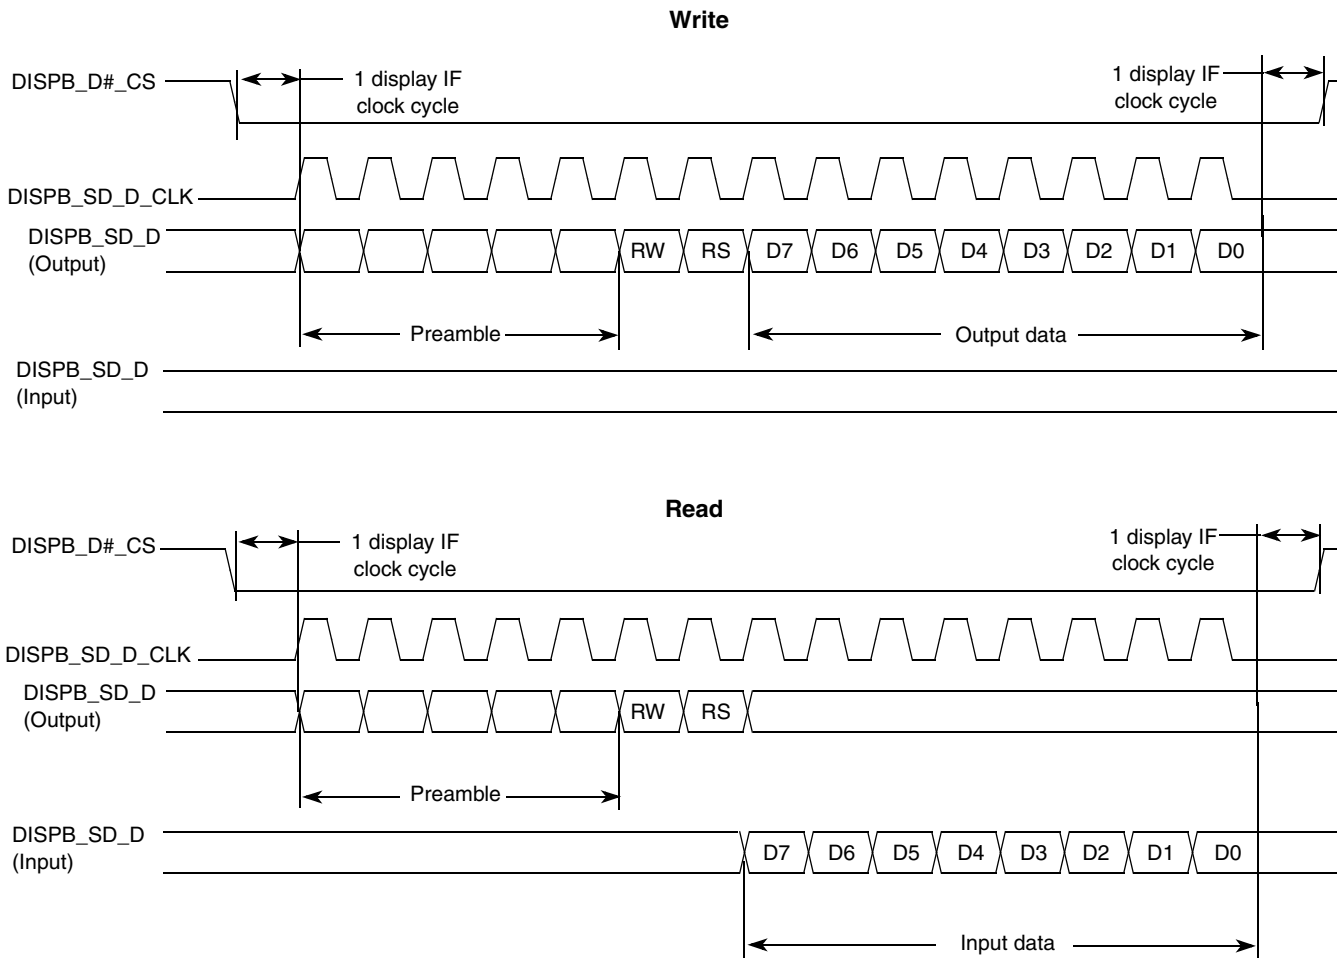 Write
DISPB_D#_CS
1 display IF
clock cycle
1 display IF
clock cycle
DISPB_SD_D_CLK
DISPB_SD_D
(Output)
RW RS D7 D6 D5 D4 D3 D2 D1 D0
Preamble
Output data
DISPB_SD_D
(Input)
Read
DISPB_D#_CS
1 display IF
clock cycle
1 display IF
clock cycle
DISPB_SD_D_CLK
DISPB_SD_D
(Output)
RW RS
Preamble
DISPB_SD_D
(Input)
D7 D6 D5 D4 D3 D2 D1 D0
Input data